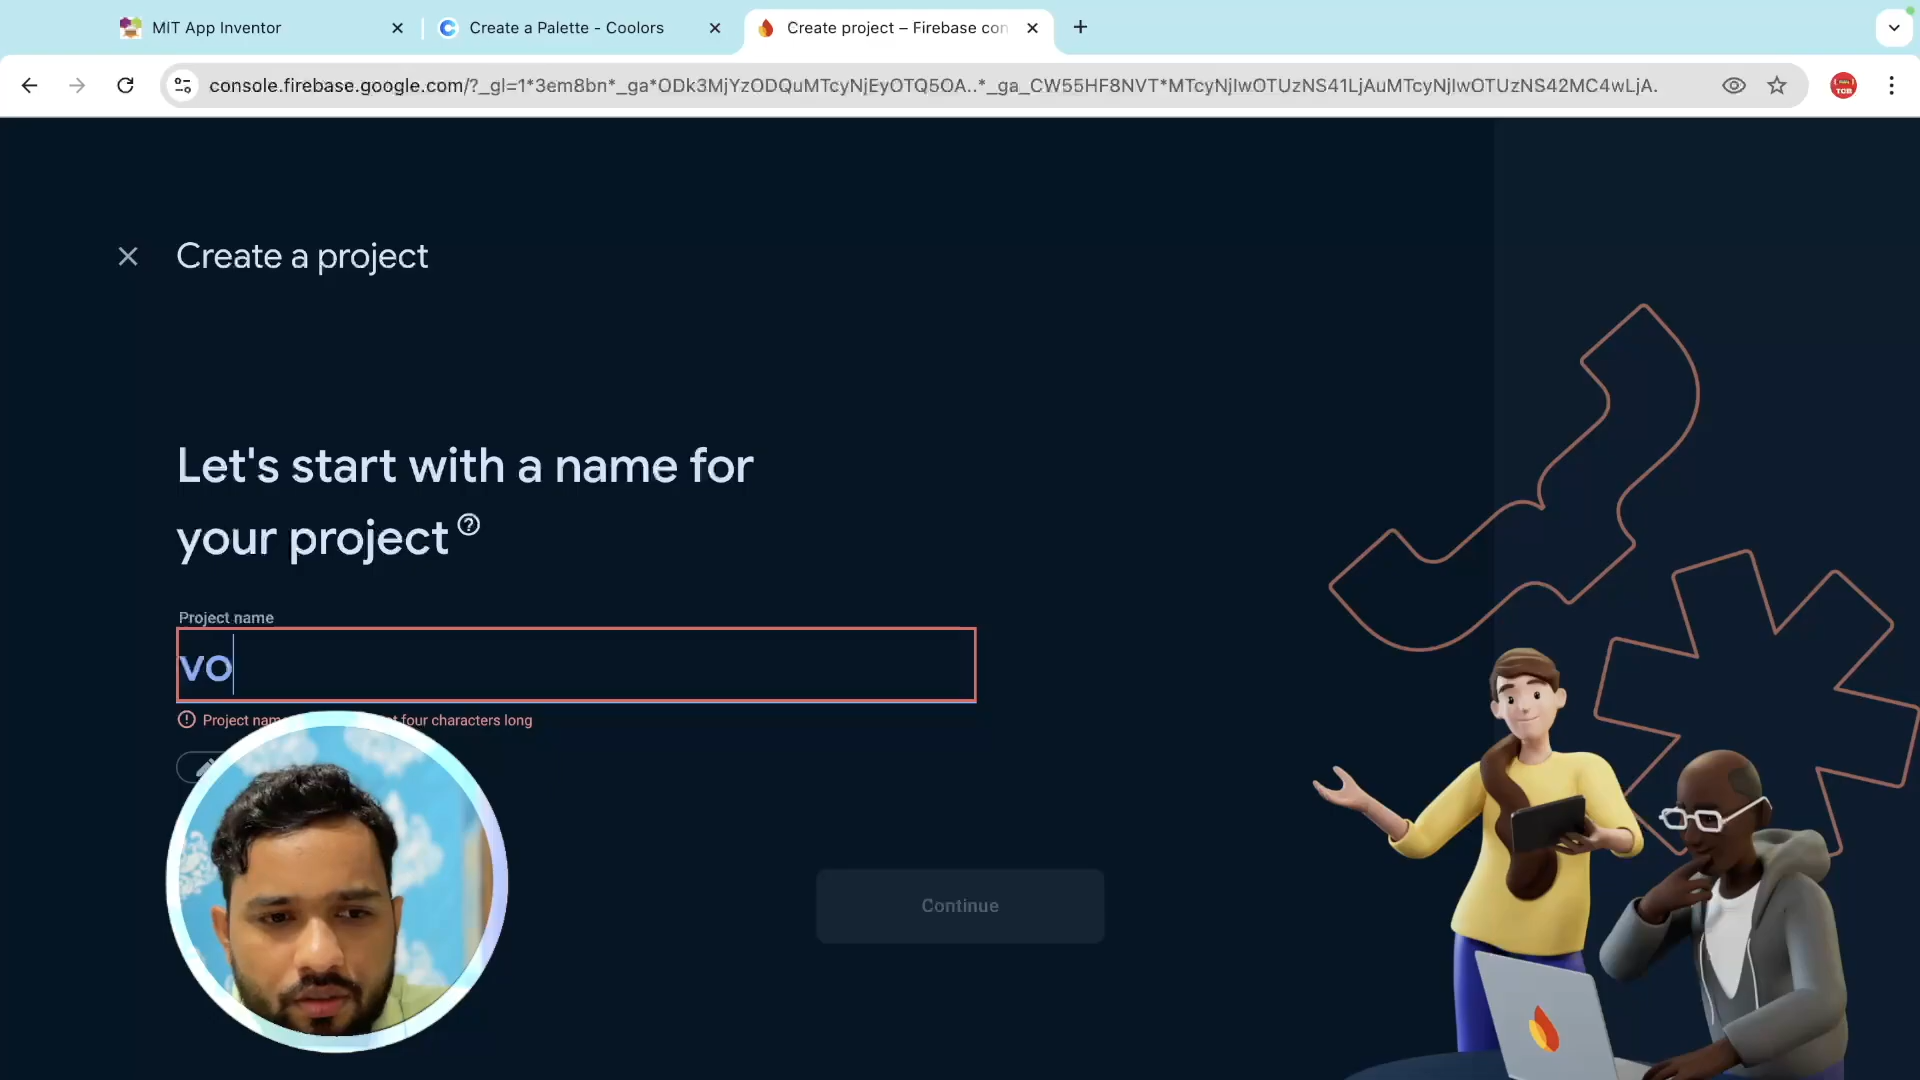 MIT App Inventor
Create a Palette - Coolors
Create project – Firebase con
console.firebase.google.com/?_gl=1*3em8bn*_ga*ODk3MjYzODQuMTcyNjEyOTQ5OA..*_ga_CW55HF8NVT*MTcyNjIwOTUzNS41LjAuMTcyNjIwOTUzNS42MC4wLjA.
Create a project
Let's start with a name for
your project
Project name
vo
Project nam
four characters long
Continue